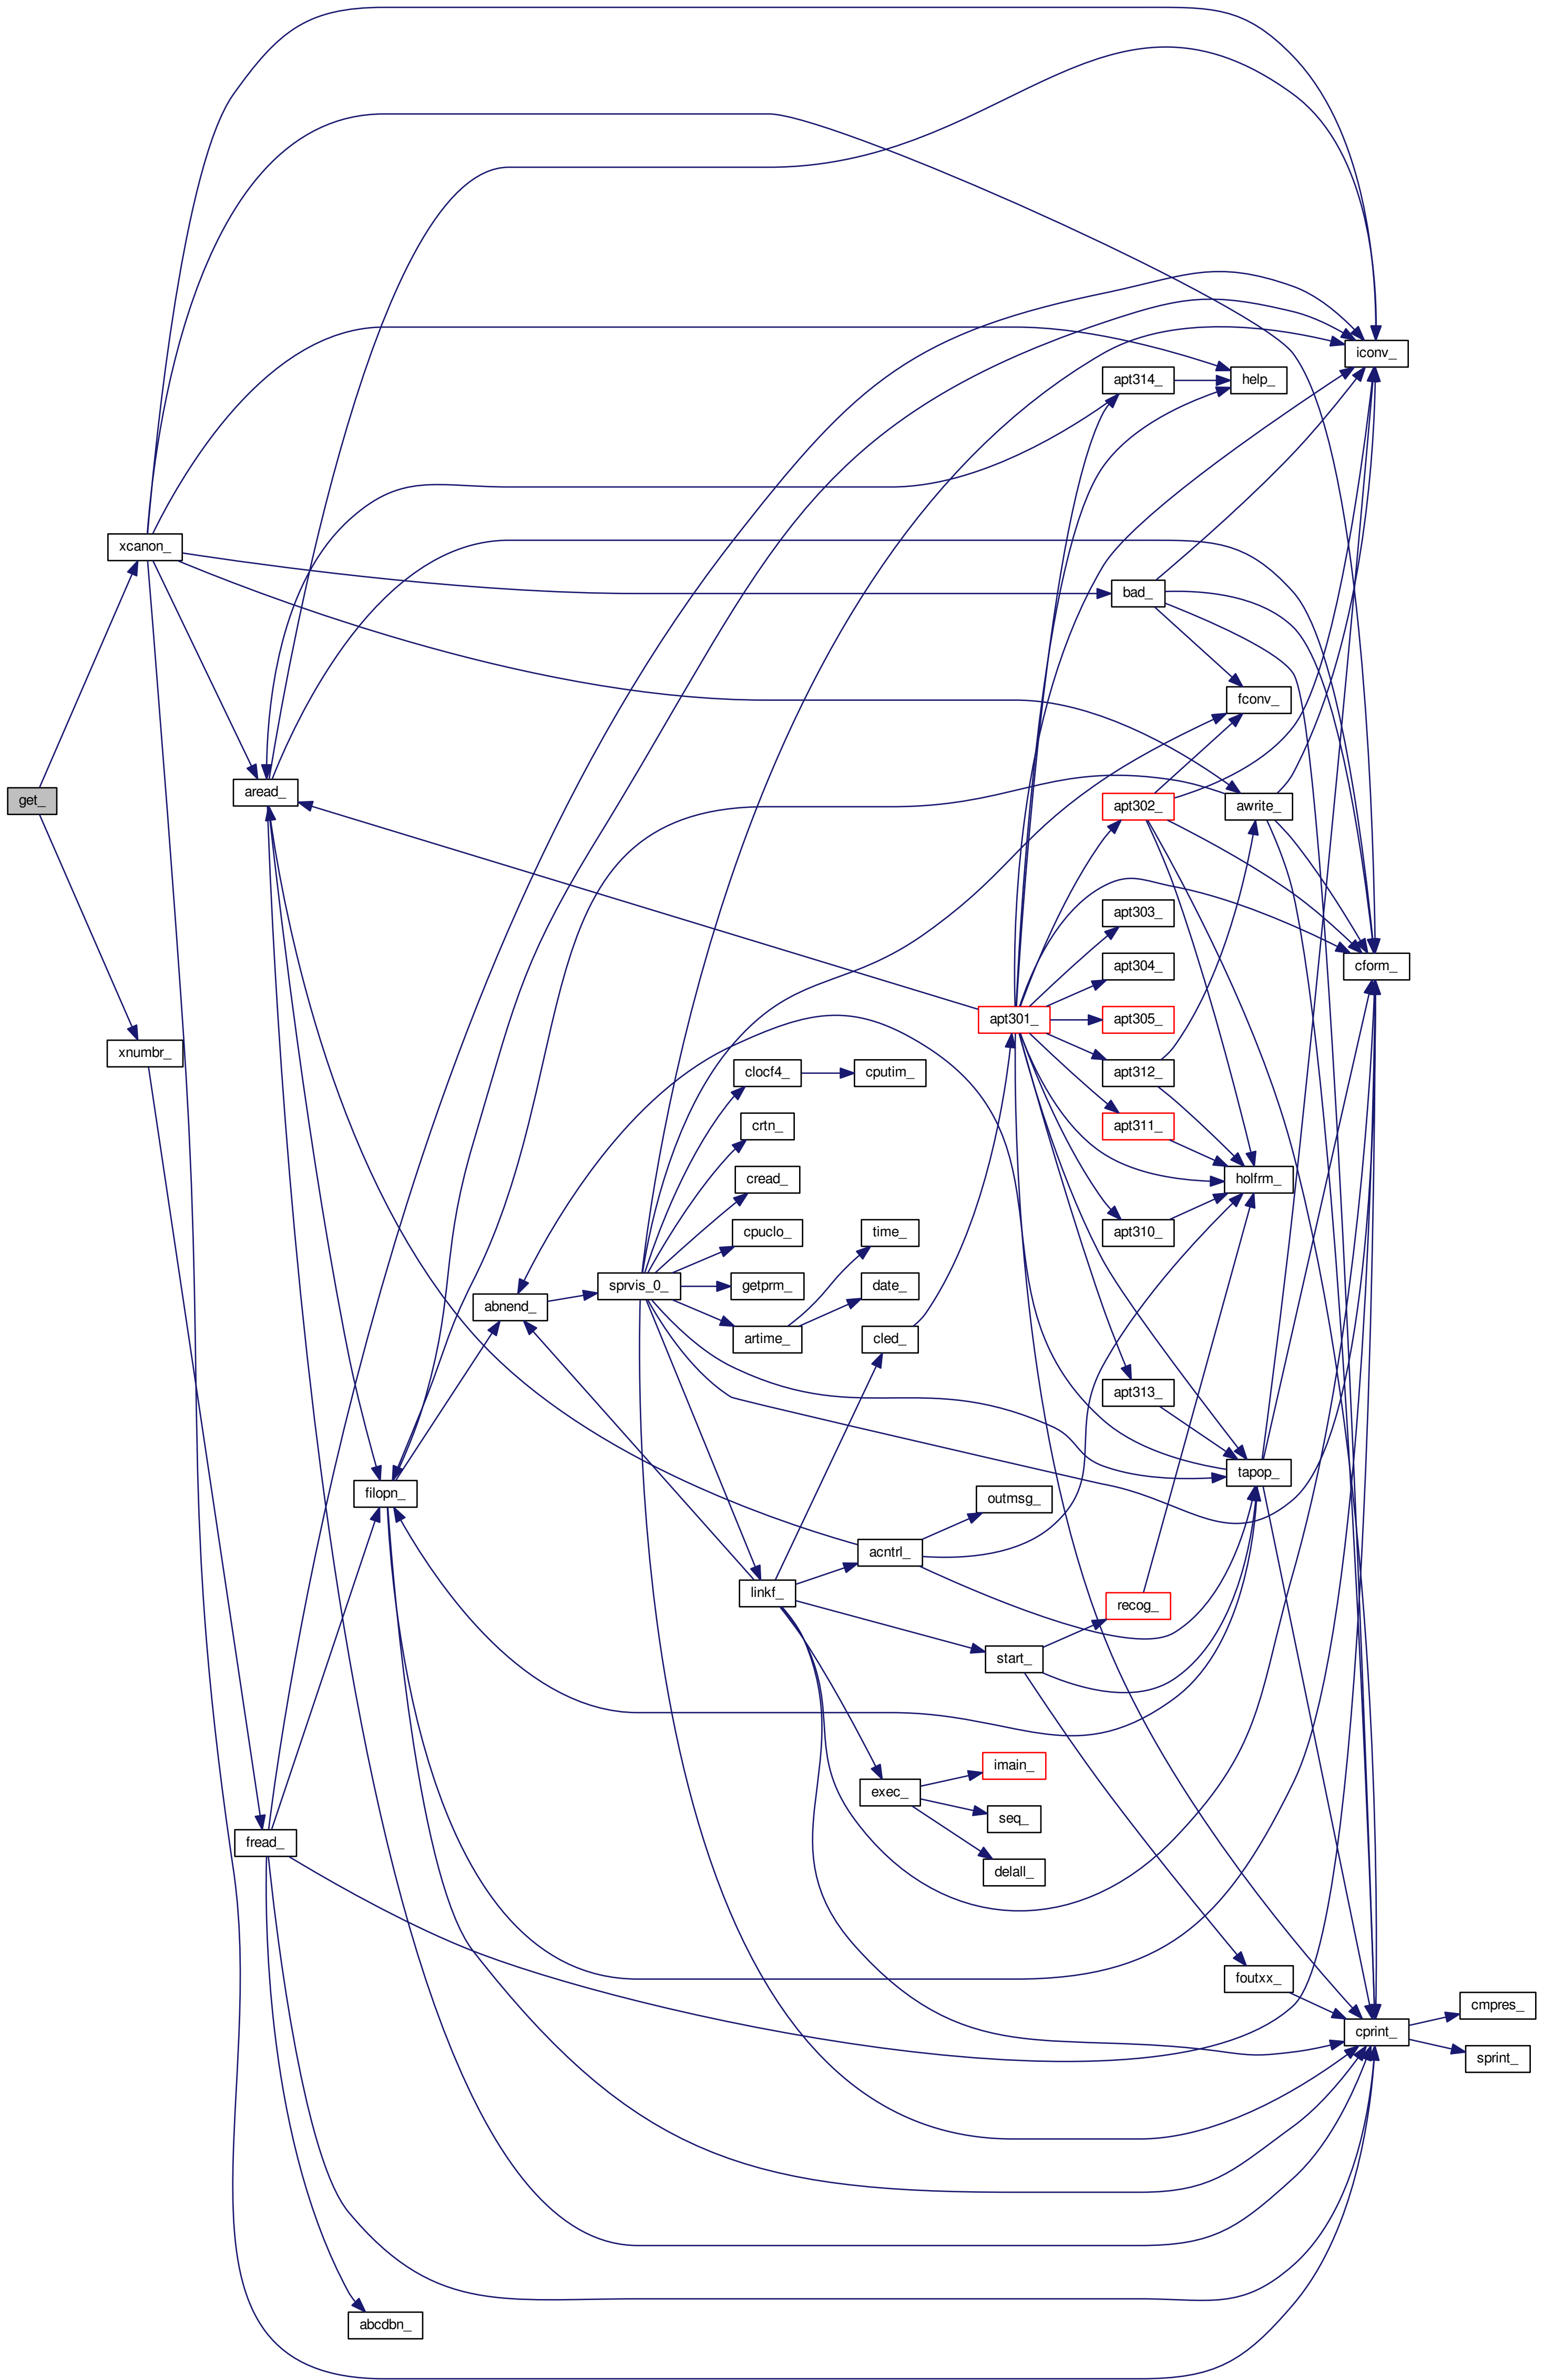 iconv_
apt314_
help_
xcanon_
bad_
fconv_
get_
aread_
apt302_
awrite_
apt303_
apt304_
cform_
apt301_
apt305_
xnumbr_
clocf4_
cputim_
apt312_
crtn_
apt311_
cread_
holfrm_
cpuclo_
time_
apt310_
sprvis_0_
getprm_
date_
abnend_
artime_
cled_
apt313_
filopn_
tapop_
outmsg_
acntrl_
linkf_
recog_
start_
imain_
exec_
seq_
fread_
delall_
foutxx_
cmpres_
cprint_
sprint_
abcdbn_